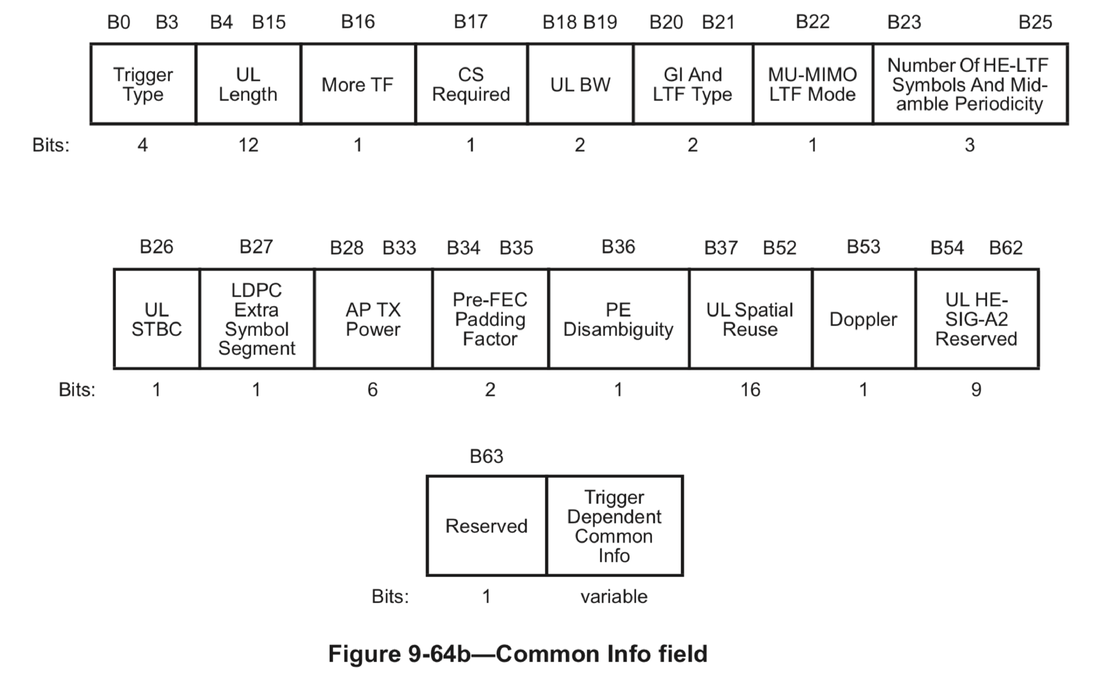 B0 B3 B4 B15 B16 B17 B18 B19 B20 B21 B22 B23 B25
Trigger Type
UL Length
More TF
CS Required
UL BW
GI And LTF Type
MU-MIMO LTF Mode
Number Of HE-LTF Symbols And Mid-amble Periodicity
Bits: 4 12 1 1 2 2 1 3
B26 B27 B28 B33 B34 B35 B36 B37 B52 B53 B54 B62
UL STBC
LDPC Extra Symbol Segment
AP TX Power
Pre-FEC Padding Factor
PE Disambiguity
UL Spatial Reuse
Doppler
UL HE-SIG-A2 Reserved
Bits: 1 1 6 2 1 16 1 9
B63
Reserved
Trigger Dependent Common Info
Bits: 1 variable
Figure 9-64b—Common Info field